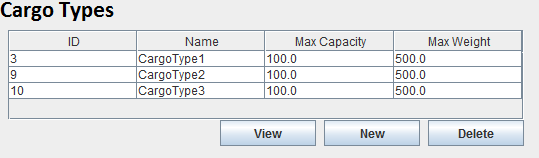 Cargo Types
ID Name Max Capacity Max Weight
3 CargoType1 100.0 500.0
9 CargoType2 100.0 500.0
10 CargoType3 100.0 500.0
View New Delete